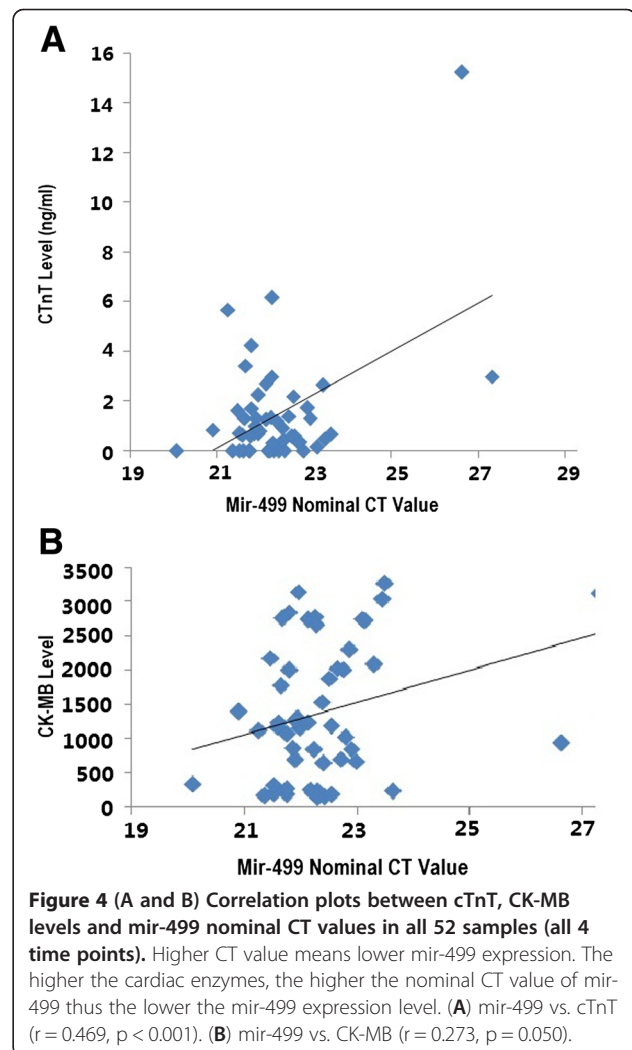 A
16
14
12
10
8
6
4
2
0
CTnT Level (ng/ml)
19 21 23 25 27 29
Mir-499 Nominal CT Value
B
3500
3000
2500
2000
1500
1000
500
0
CK-MB Level
19 21 23 25 27
Mir-499 Nominal CT Value
Figure 4 (A and B) Correlation plots between cTnT, CK-MB
levels and mir-499 nominal CT values in all 52 samples (all 4
time points). Higher CT value means lower mir-499 expression. The
higher the cardiac enzymes, the higher the nominal CT value of mir-
499 thus the lower the mir-499 expression level. (A) mir-499 vs. cTnT
(r = 0.469, p < 0.001). (B) mir-499 vs. CK-MB (r = 0.273, p = 0.050).